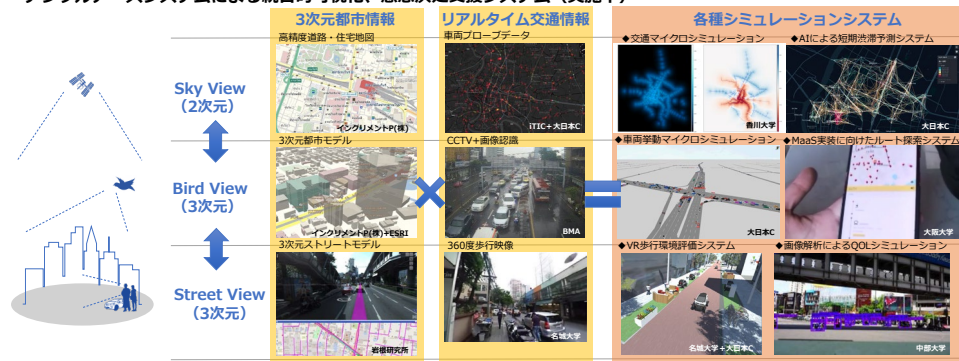 3次元都市情報
リアルタイム交通情報
各種シミュレーションシステム
高精度道路・住宅地図
車両プローブデータ
◆交通マイクロシミュレーション
◆AIによる短期渋滞予測システム
Sky View
（2次元）
インクリメントP(株)
iTIC+大日本C
香川大学
大日本C
3次元都市モデル
CCTV+画像認識
◆車両挙動マイクロシミュレーション
◆MaaS実装に向けたルート探索システム
Bird View
（3次元）
インクリメントP(株)+ESRI
BMA
大日本C
大阪大学
3次元ストリートモデル
360度歩行映像
◆VR歩行環境評価システム
◆画像解析によるQOLシミュレーション
Street View
（3次元）
岩根研究所
名城大学
名城大学+大日本C
中部大学